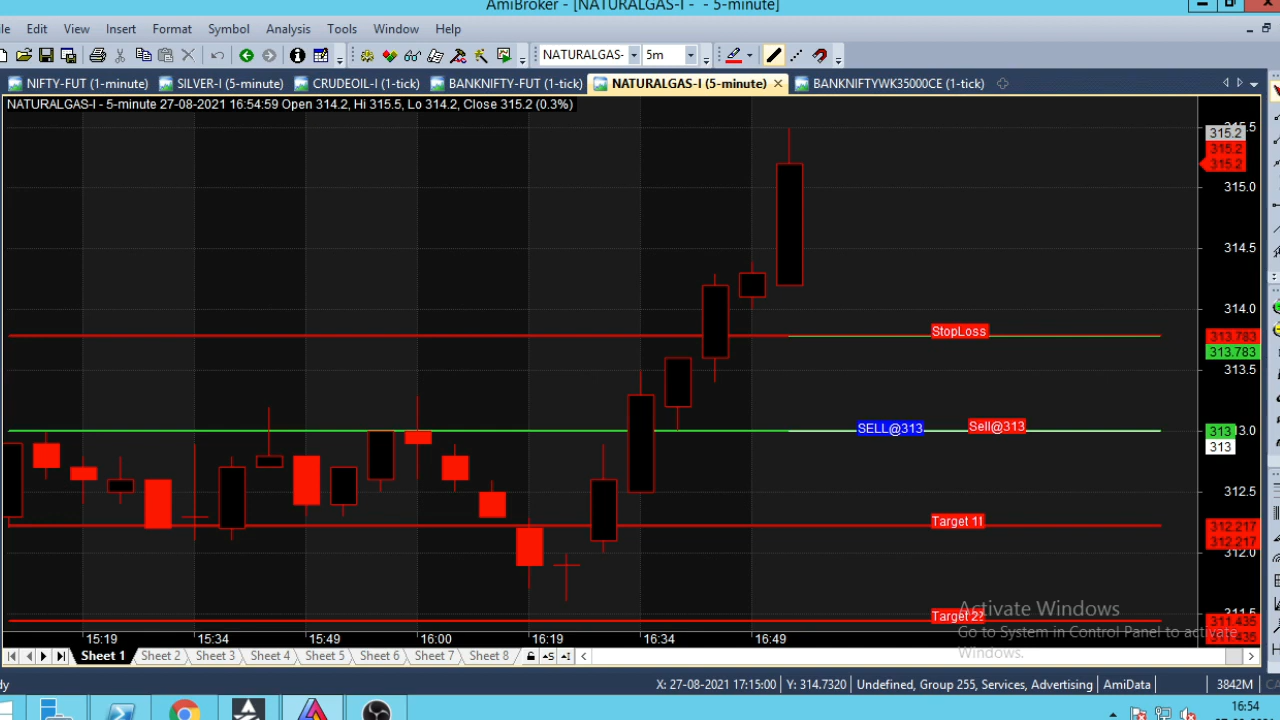 AmiBroker - [NATURALGAS-I - - 5-minute]
Edit View Insert Format Symbol Analysis Tools Window Help
NATURALGAS- 5m
NIFTY-FUT (1-minute) SILVER-I (5-minute) CRUDEOIL-I (1-tick) BANKNIFTY-FUT (1-tick) NATURALGAS-I (5-minute) BANKNIFTYWK35000CE (1-tick)
NATURALGAS-I - 5-minute 27-08-2021 16:54:59 Open 314.2, Hi 315.5, Lo 314.2, Close 315.2 (0.3%)
315.2
315.2
315.2
315.0
314.5
314.0
StopLoss 313.783
313.783
313.5
SELL@313 Sell@313 313
313
312.5
Target 11 312.217
312.217
312.0
Activate Windows
Target 22 311.435
Go to System in Control Panel to activate
311.435
15:19 15:34 15:49 16:00 16:19 16:34 16:49
Windows.
Sheet 1 Sheet 2 Sheet 3 Sheet 4 Sheet 5 Sheet 6 Sheet 7 Sheet 8
X: 27-08-2021 17:15:00 Y: 314.7320 Undefined, Group 255, Services, Advertising AmiData 3842M
16:54